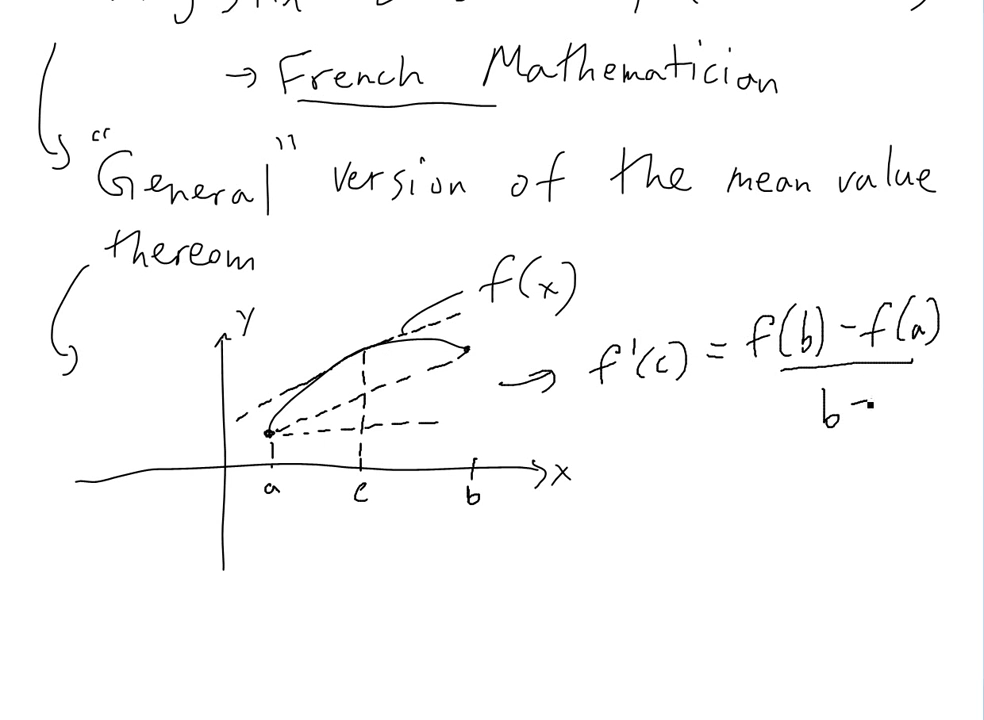 → French Mathematician
"General" version of the mean value
thereom
f(x)
y
→ f'(c) = f(b) - f(a)
b -
a c b x